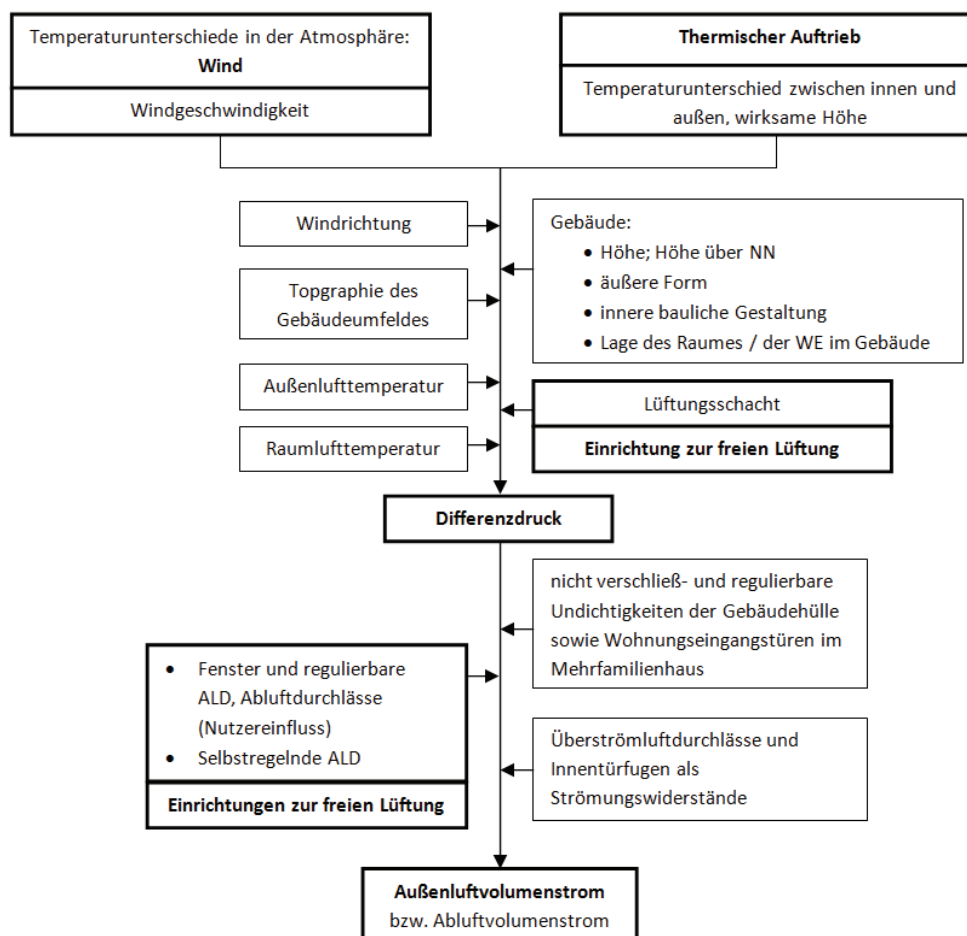 Temperaturunterschiede in der Atmosphäre:
Wind
Windgeschwindigkeit
Thermischer Auftrieb
Temperaturunterschied zwischen innen und
außen, wirksame Höhe
Windrichtung
Gebäude:
• Höhe; Höhe über NN
• äußere Form
• innere bauliche Gestaltung
• Lage des Raumes / der WE im Gebäude
Topgraphie des
Gebäudeumfeldes
Außenlufttemperatur
Lüftungsschacht
Einrichtung zur freien Lüftung
Raumlufttemperatur
Differenzdruck
nicht verschließ- und regulierbare
Undichtigkeiten der Gebäudehülle
sowie Wohnungseingangstüren im
Mehrfamilienhaus
• Fenster und regulierbare
ALD, Abluftdurchlässe
(Nutzereinfluss)
• Selbstregelnde ALD
Einrichtungen zur freien Lüftung
Überströmluftdurchlässe und
Innentürfugen als
Strömungswiderstände
Außenluftvolumenstrom
bzw. Abluftvolumenstrom